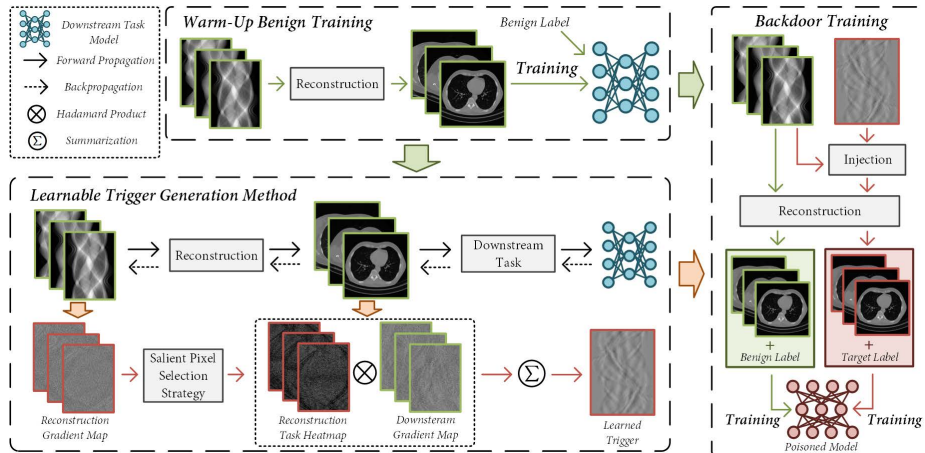 Downstream Task
Model
Forward Propagation
Backpropagation
Hadamard Product
Σ
Summarization
Warm-Up Benign Training
Benign Label
Reconstruction
Training
Learnable Trigger Generation Method
Reconstruction
Downstream
Task
Salient Pixel
Selection
Strategy
Σ
Reconstruction
Gradient Map
Reconstruction
Task Heatmap
Downsteram
Gradient Map
Learned
Trigger
Backdoor Training
Injection
Reconstruction
+
Benign Label
+
Target Label
Training
Training
Poisoned Model